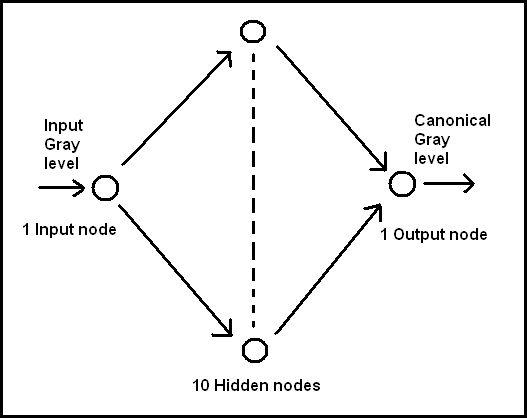 Input
Gray
level
1 Input node
Canonical
Gray
level
1 Output node
10 Hidden nodes